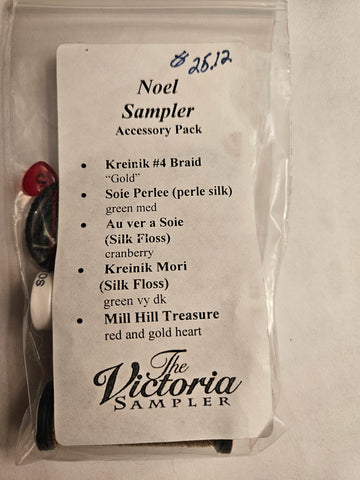 $ 25.12
Noel
Sampler
Accessory Pack
• Kreinik #4 Braid
"Gold"
• Soie Perlee (perle silk)
green med
• Au ver a Soie
(Silk Floss)
cranberry
• Kreinik Mori
(Silk Floss)
green vy dk
• Mill Hill Treasure
red and gold heart
The
Victoria
SAMPLER